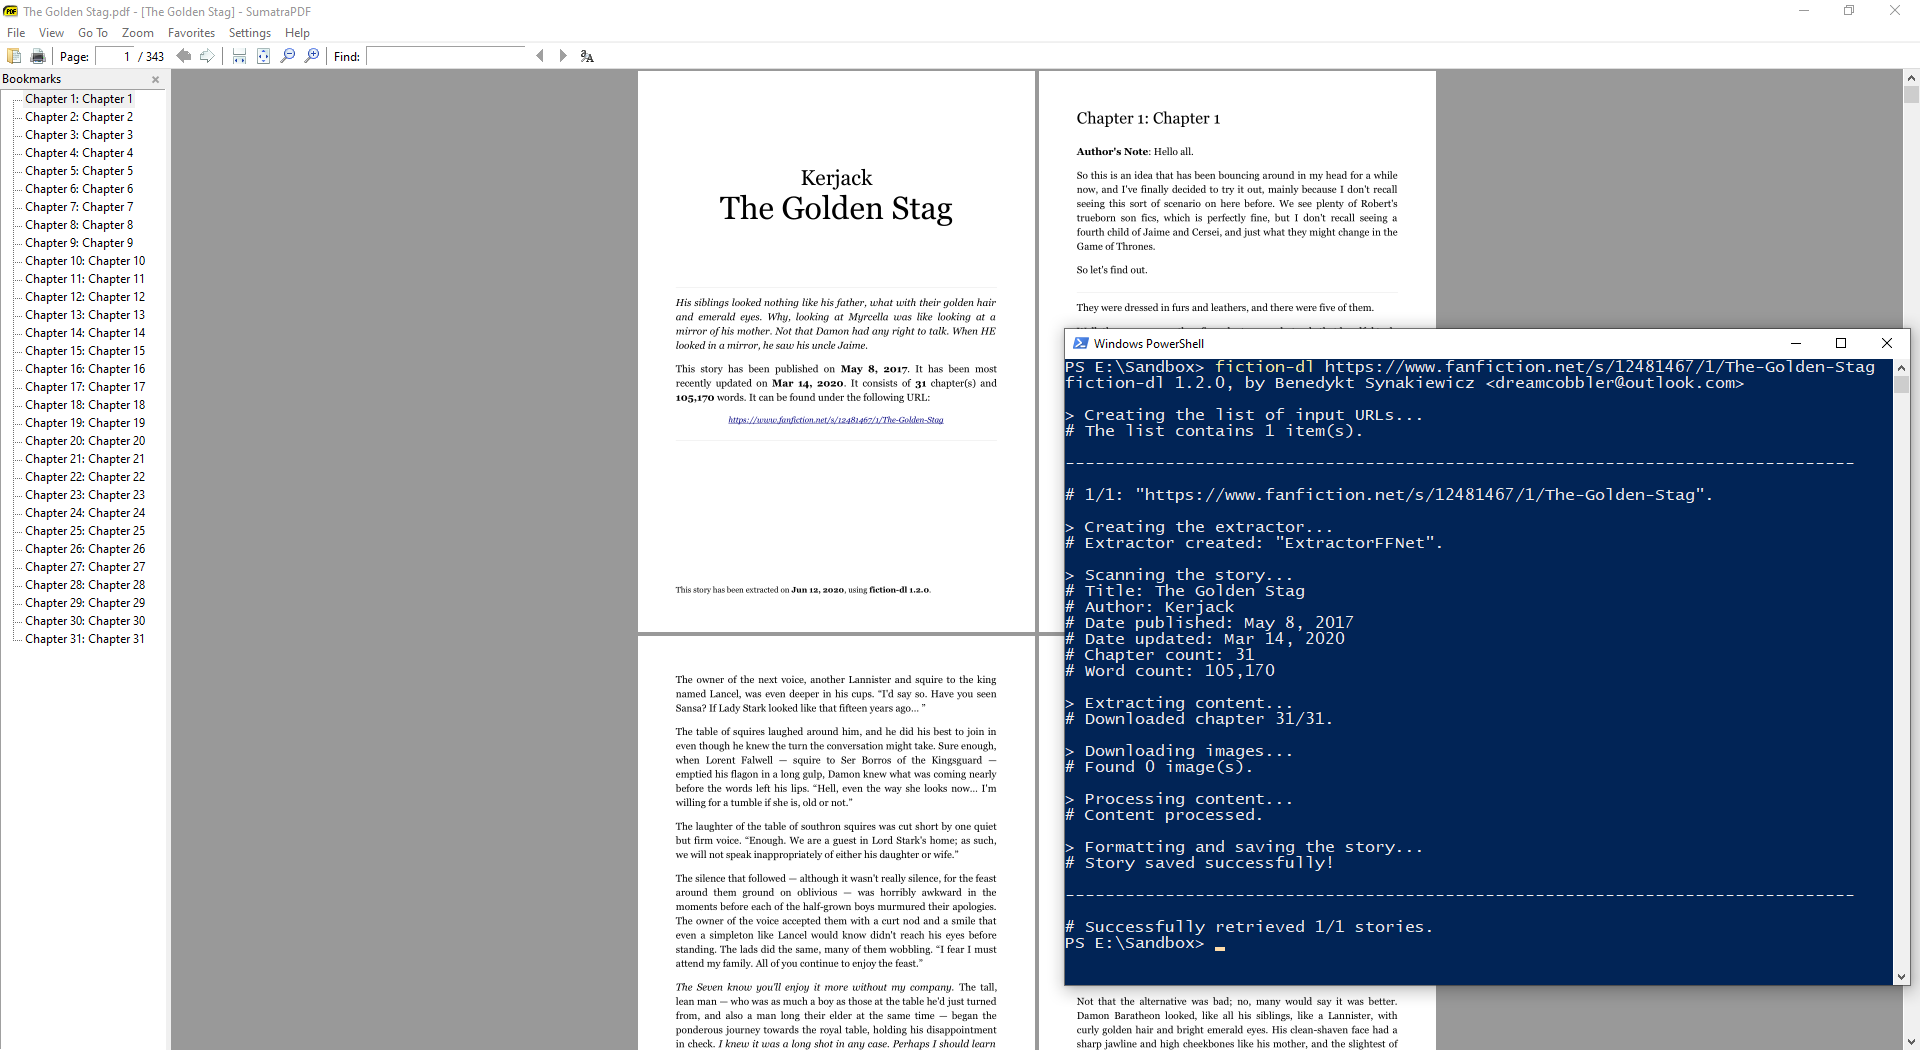 The Golden Stag.pdf - [The Golden Stag] - SumatraPDF
File View Go To Zoom Favorites Settings Help
Page: 1 / 343 Find:
Bookmarks
Chapter 1: Chapter 1
Chapter 2: Chapter 2
Chapter 3: Chapter 3
Chapter 4: Chapter 4
Chapter 5: Chapter 5
Chapter 6: Chapter 6
Chapter 7: Chapter 7
Chapter 8: Chapter 8
Chapter 9: Chapter 9
Chapter 10: Chapter 10
Chapter 11: Chapter 11
Chapter 12: Chapter 12
Chapter 13: Chapter 13
Chapter 14: Chapter 14
Chapter 15: Chapter 15
Chapter 16: Chapter 16
Chapter 17: Chapter 17
Chapter 18: Chapter 18
Chapter 19: Chapter 19
Chapter 20: Chapter 20
Chapter 21: Chapter 21
Chapter 22: Chapter 22
Chapter 23: Chapter 23
Chapter 24: Chapter 24
Chapter 25: Chapter 25
Chapter 26: Chapter 26
Chapter 27: Chapter 27
Chapter 28: Chapter 28
Chapter 29: Chapter 29
Chapter 30: Chapter 30
Chapter 31: Chapter 31
Kerjack
The Golden Stag
His siblings looked nothing like his father, what with their golden hair
and emerald eyes. Why, looking at Myrcella was like looking at a
mirror of his mother. Not that Damon had any right to talk. When HE
looked in a mirror, he saw his uncle Jaime.
This story has been published on May 8, 2017. It has been most
recently updated on Mar 14, 2020. It consists of 31 chapter(s) and
105,170 words. It can be found under the following URL:
https://www.fanfiction.net/s/12481467/1/The-Golden-Stag
This story has been extracted on Jun 12, 2020, using fiction-dl 1.2.0.
Chapter 1: Chapter 1
Author's Note: Hello all.
So this is an idea that has been bouncing around in my head for a while
now, and I've finally decided to try it out, mainly because I don't recall
seeing this sort of scenario on here before. We see plenty of Robert's
trueborn son fics, which is perfectly fine, but I don't recall seeing a
fourth child of Jaime and Cersei, and just what they might change in the
Game of Thrones.
So let's find out.
They were dressed in furs and leathers, and there were five of them.
The owner of the next voice, another Lannister and squire to the king
named Lancel, was even deeper in his cups. “I'd say so. Have you seen
Sansa? If Lady Stark looked like that fifteen years ago… ”
The table of squires laughed around him, and he did his best to join in
even though he knew the turn the conversation might take. Sure enough,
when Lorent Falwell — squire to Ser Borros of the Kingsguard —
emptied his flagon in a long gulp, Damon knew what was coming nearly
before the words left his lips. “Hell, even the way she looks now… I'm
willing for a tumble if she is, old or not.”
The laughter of the table of southron squires was cut short by one quiet
but firm voice. “Enough. We are a guest in Lord Stark's home; as such,
we will not speak inappropriately of either his daughter or wife.”
The silence that followed — although it wasn't really silence, for the feast
around them ground on oblivious — was horribly awkward in the
moments before each of the half-grown boys murmured their apologies.
The owner of the voice accepted them with a curt nod and a smile that
even a simpleton like Lancel would know didn't reach his eyes before
standing. The lads did the same, many of them wobbling. “I fear I must
attend my family. All of you continue to enjoy the feast.”
The Seven know you'll enjoy it more without my company. The tall,
lean man — who was as much a boy as those at the table he'd just turned
from, and also a man long their elder at the same time — began the
ponderous journey towards the royal table, holding his disappointment
in check. I knew it was a long shot in any case. Perhaps I should learn
Not that the alternative was bad; no, many would say it was better.
Damon Baratheon looked, like all his siblings, like a Lannister, with
curly golden hair and bright emerald eyes. His clean-shaven face had a
sharp jawline and high cheekbones like his mother, and the slightest of
Windows PowerShell
PS E:\Sandbox> fiction-dl https://www.fanfiction.net/s/12481467/1/The-Golden-Stag
fiction-dl 1.2.0, by Benedykt Synakiewicz <dreamcobbler@outlook.com>
> Creating the list of input URLs...
# The list contains 1 item(s).
-------------------------------------------------------------------------------
# 1/1: "https://www.fanfiction.net/s/12481467/1/The-Golden-Stag".
> Creating the extractor...
# Extractor created: "ExtractorFFNet".
> Scanning the story...
# Title: The Golden Stag
# Author: Kerjack
# Date published: May 8, 2017
# Date updated: Mar 14, 2020
# Chapter count: 31
# Word count: 105,170
> Extracting content...
# Downloaded chapter 31/31.
> Downloading images...
# Found 0 image(s).
> Processing content...
# Content processed.
> Formatting and saving the story...
# Story saved successfully!
-------------------------------------------------------------------------------
# Successfully retrieved 1/1 stories.
PS E:\Sandbox> _